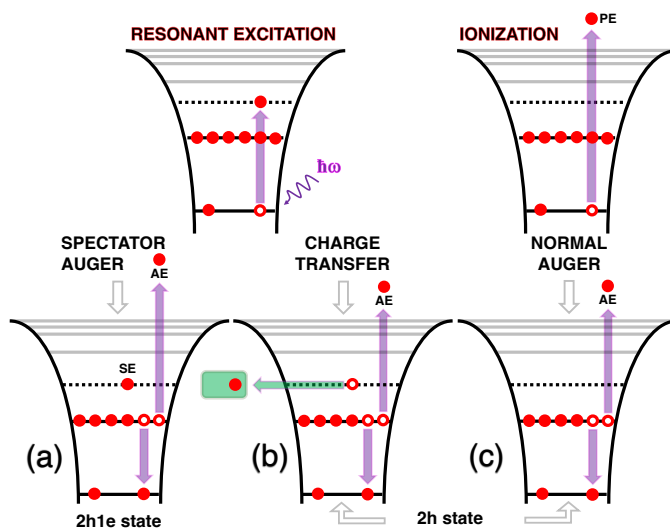 RESONANT EXCITATION
IONIZATION
PE
ħω
SPECTATOR
AUGER
AE
CHARGE
TRANSFER
AE
NORMAL
AUGER
AE
SE
(a)
(b)
(c)
2h1e state
2h state